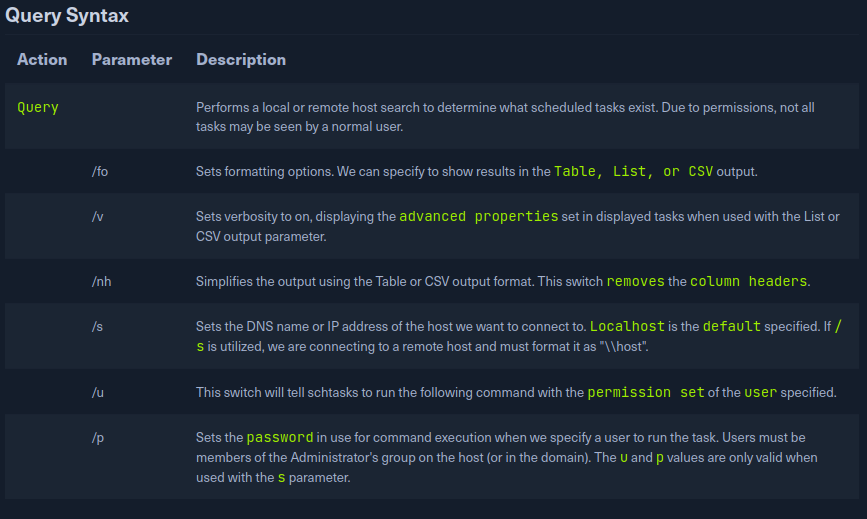 Query Syntax
Action Parameter Description
Query Performs a local or remote host search to determine what scheduled tasks exist. Due to permissions, not all
tasks may be seen by a normal user.
/fo Sets formatting options. We can specify to show results in the Table, List, or CSV output.
/v Sets verbosity to on, displaying the advanced properties set in displayed tasks when used with the List or
CSV output parameter.
/nh Simplifies the output using the Table or CSV output format. This switch removes the column headers.
/s Sets the DNS name or IP address of the host we want to connect to. Localhost is the default specified. If /
s is utilized, we are connecting to a remote host and must format it as "\\host".
/u This switch will tell schtasks to run the following command with the permission set of the user specified.
/p Sets the password in use for command execution when we specify a user to run the task. Users must be
members of the Administrator's group on the host (or in the domain). The u and p values are only valid when
used with the s parameter.